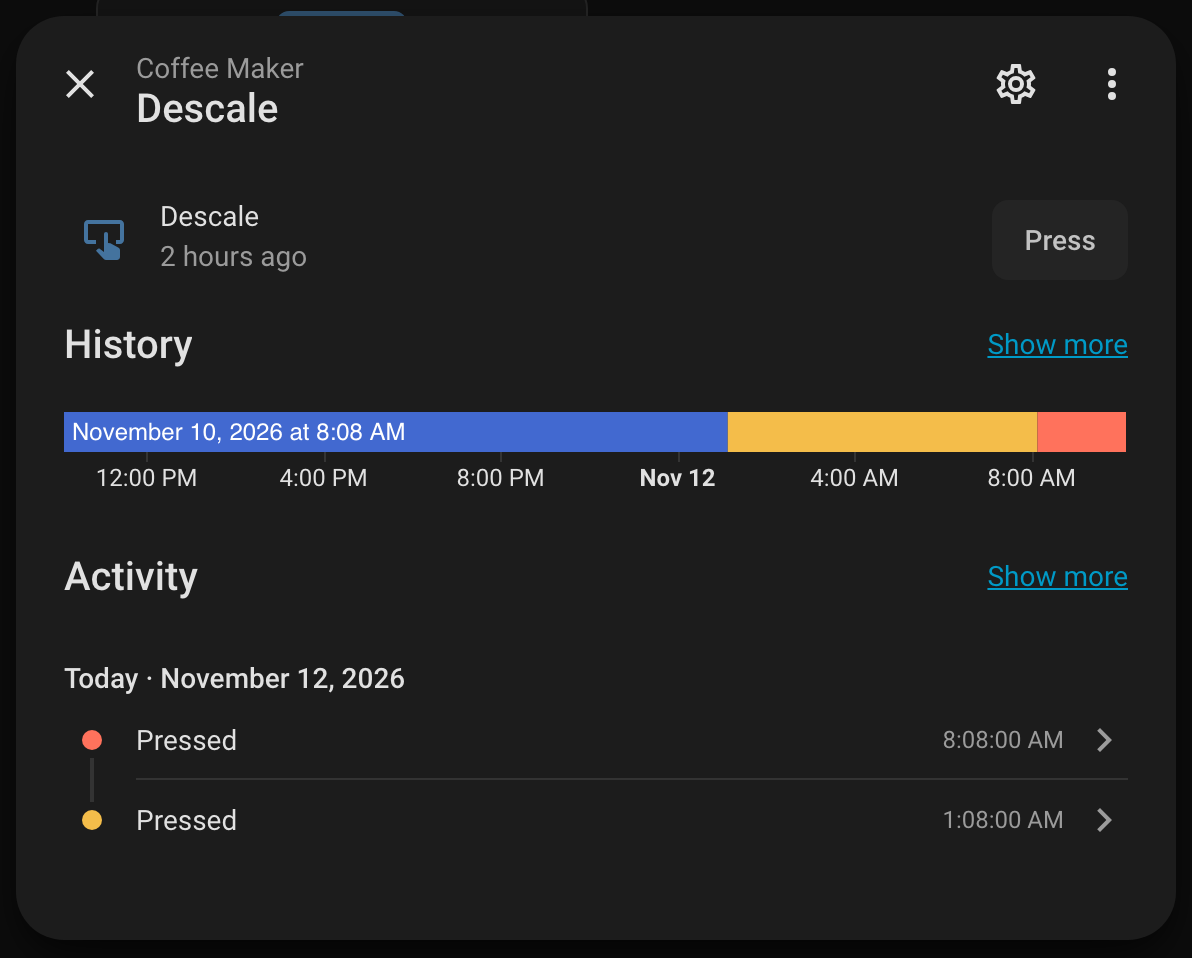 Coffee Maker
Descale
Descale
2 hours ago
Press
History
Show more
November 10, 2026 at 8:08 AM
12:00 PM
4:00 PM
8:00 PM
Nov 12
4:00 AM
8:00 AM
Activity
Show more
Today · November 12, 2026
Pressed
8:08:00 AM
Pressed
1:08:00 AM